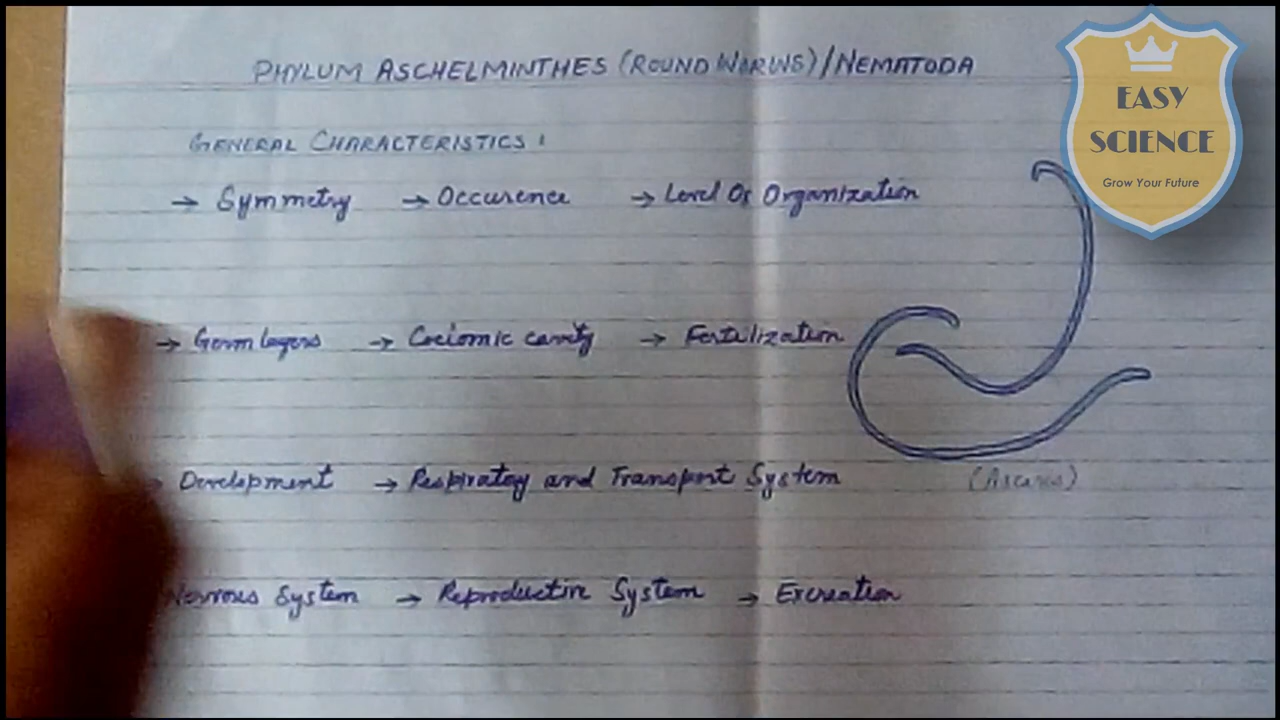 PHYLUM ASCHELMINTHES (ROUND WORWS)/NEMATODA
EASY
SCIENCE
Grow Your Future
GENERAL CHARACTERISTICS :
→ Symmetry → Occurence → Level Of Organization
→ Germ layers → Coelomic cavity → Fertilization
Development → Respiratory and Transport System
(Ascaris)
Nervous System → Reproductive System → Excreation